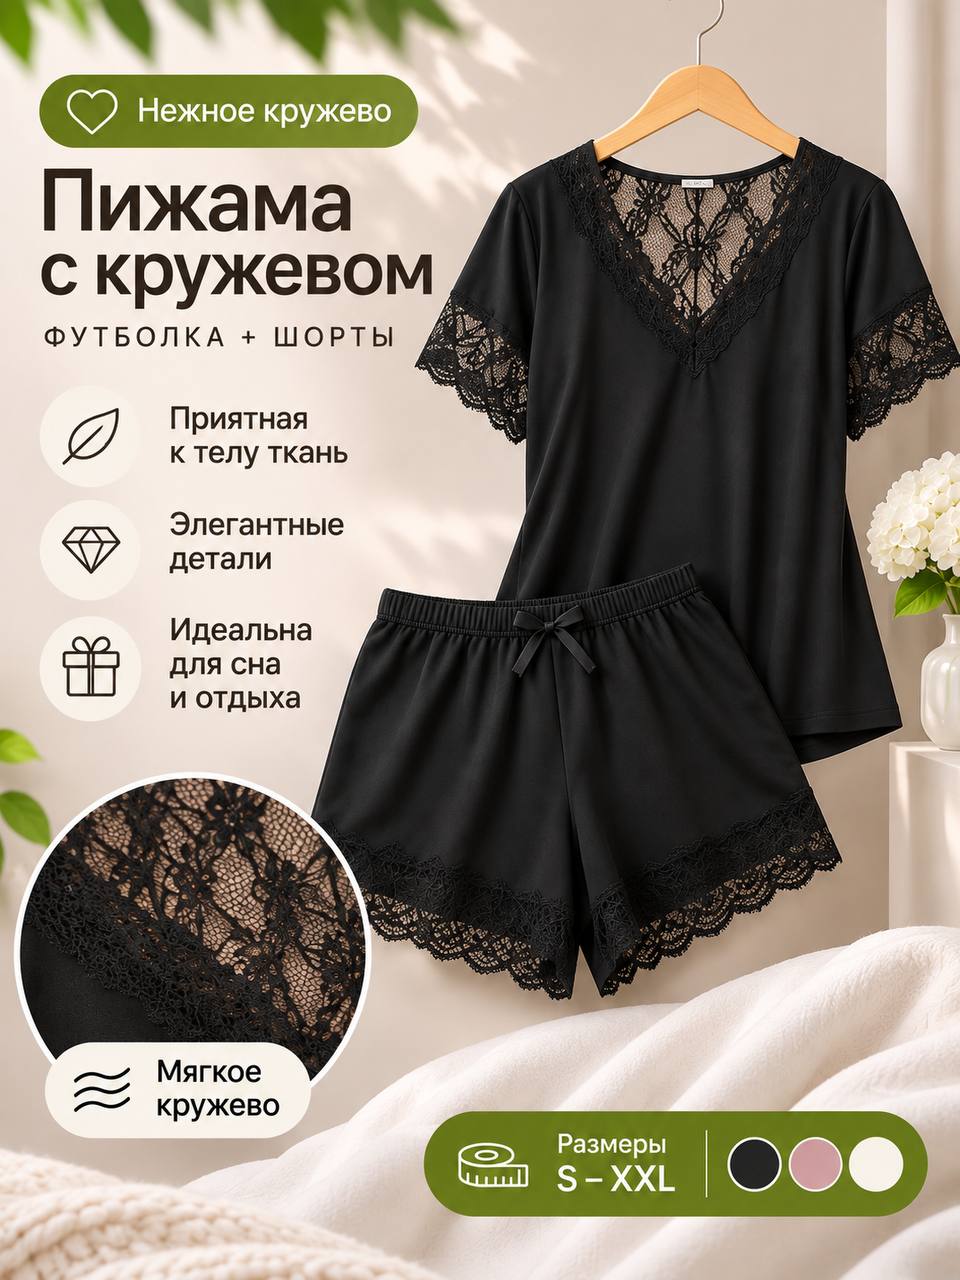 Нежное кружево
Пижама
с кружевом
ФУТБОЛКА + ШОРТЫ
Приятная
к телу ткань
Элегантные
детали
Идеальна
для сна
и отдыха
Мягкое
кружево
Размеры
S – XXL